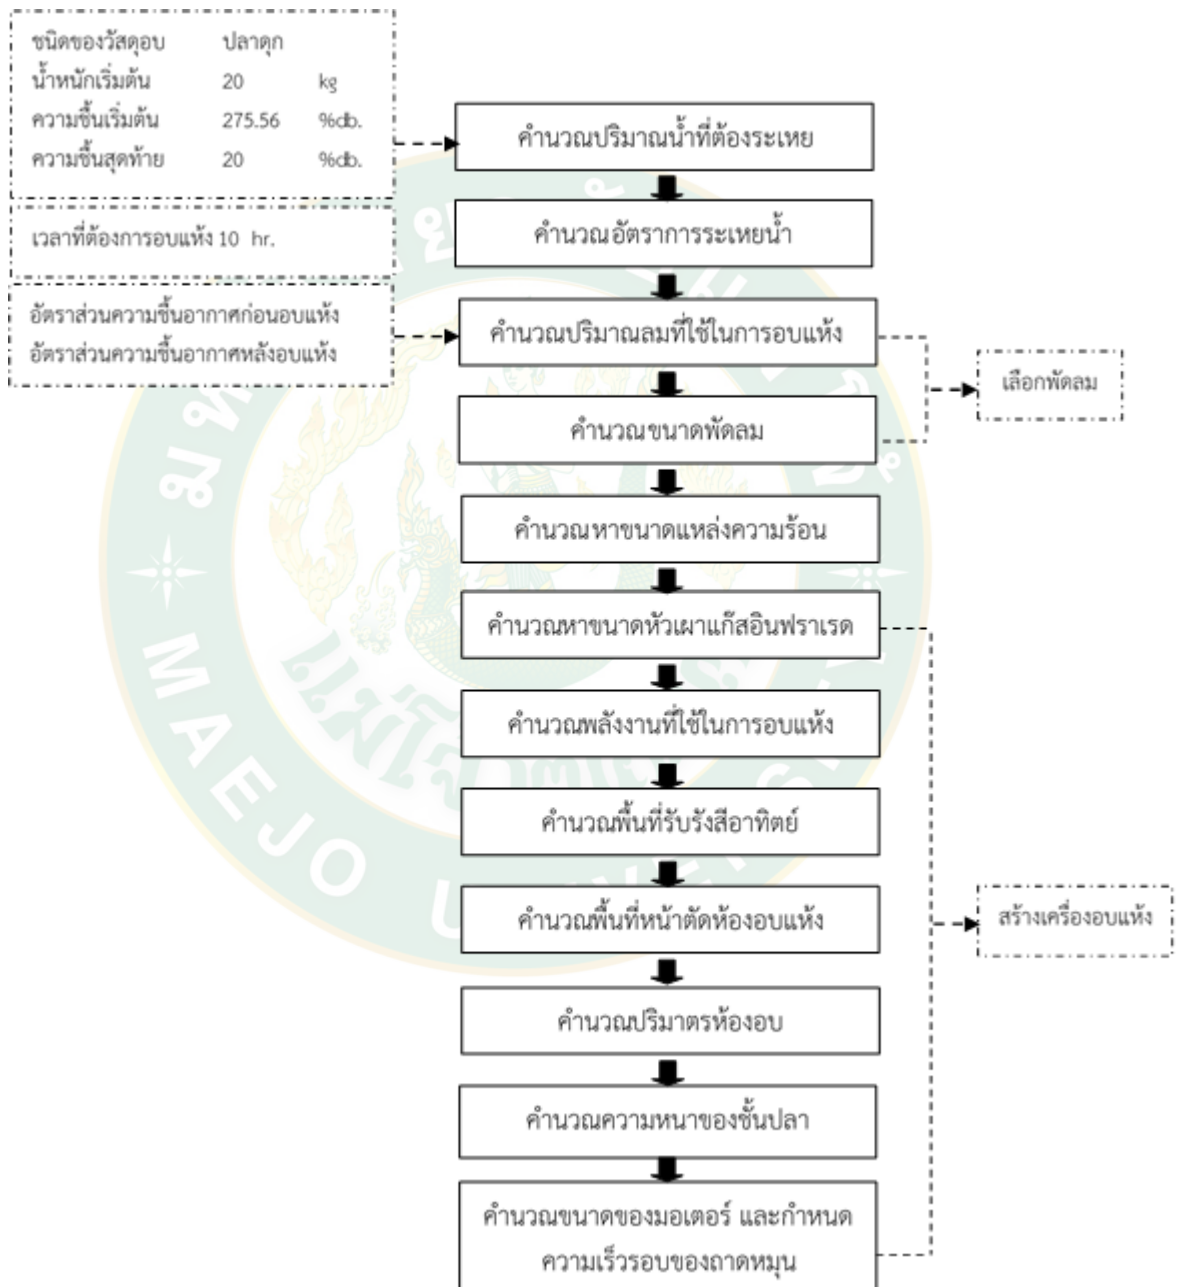 ชนิดของวัสดุอบ ปลาดุก
น้ำหนักเริ่มต้น 20 kg
ความชื้นเริ่มต้น 275.56 %db.
ความชื้นสุดท้าย 20 %db.
เวลาที่ต้องการอบแห้ง 10 hr.
อัตราส่วนความชื้นอากาศก่อนอบแห้ง
อัตราส่วนความชื้นอากาศหลังอบแห้ง
คำนวณปริมาณน้ำที่ต้องระเหย
คำนวณอัตราการระเหยน้ำ
คำนวณปริมาณลมที่ใช้ในการอบแห้ง
คำนวณขนาดพัดลม
เลือกพัดลม
คำนวณหาขนาดแหล่งความร้อน
คำนวณหาขนาดหัวเผาแก๊สอินฟราเรด
คำนวณพลังงานที่ใช้ในการอบแห้ง
คำนวณพื้นที่รับรังสีอาทิตย์
คำนวณพื้นที่หน้าตัดห้องอบแห้ง
สร้างเครื่องอบแห้ง
คำนวณปริมาตรห้องอบ
คำนวณความหนาของชั้นปลา
คำนวณขนาดของมอเตอร์ และกำหนด
ความเร็วรอบของถาดหมุน
MAEJO
แม่โจ้